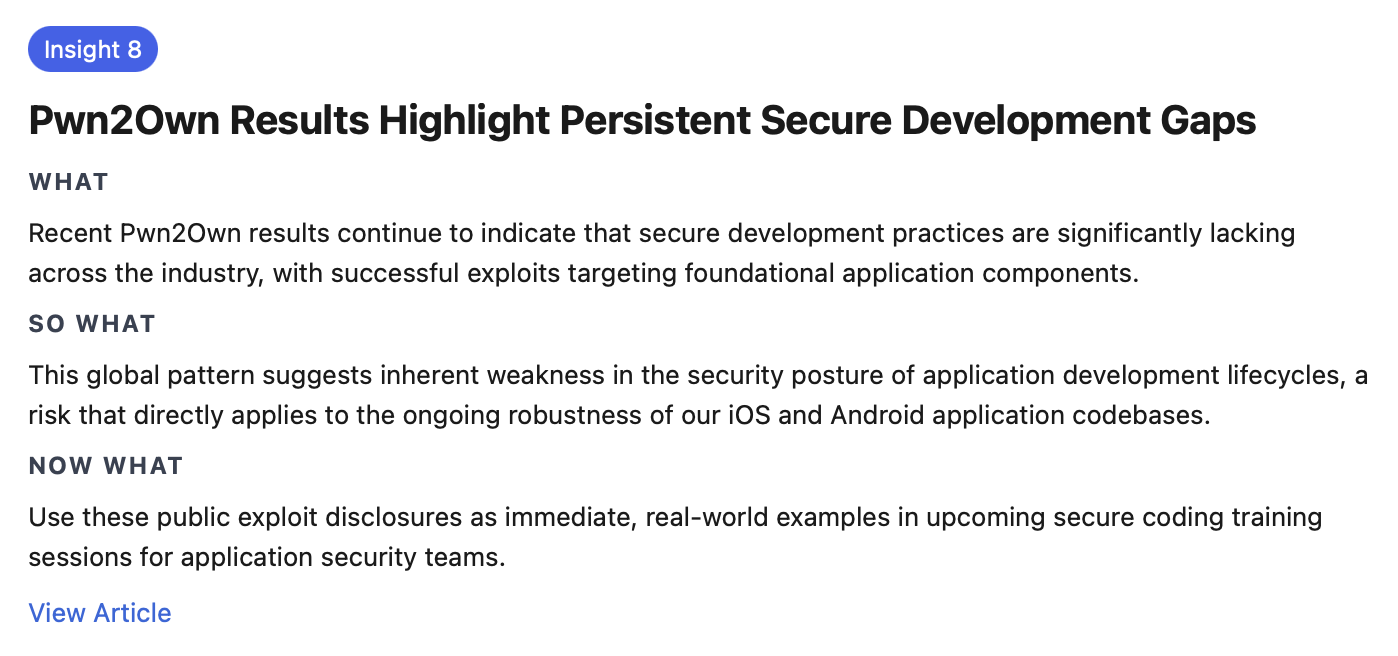 Insight 8
Pwn2Own Results Highlight Persistent Secure Development Gaps
WHAT
Recent Pwn2Own results continue to indicate that secure development practices are significantly lacking
across the industry, with successful exploits targeting foundational application components.
SO WHAT
This global pattern suggests inherent weakness in the security posture of application development lifecycles, a
risk that directly applies to the ongoing robustness of our iOS and Android application codebases.
NOW WHAT
Use these public exploit disclosures as immediate, real-world examples in upcoming secure coding training
sessions for application security teams.
View Article